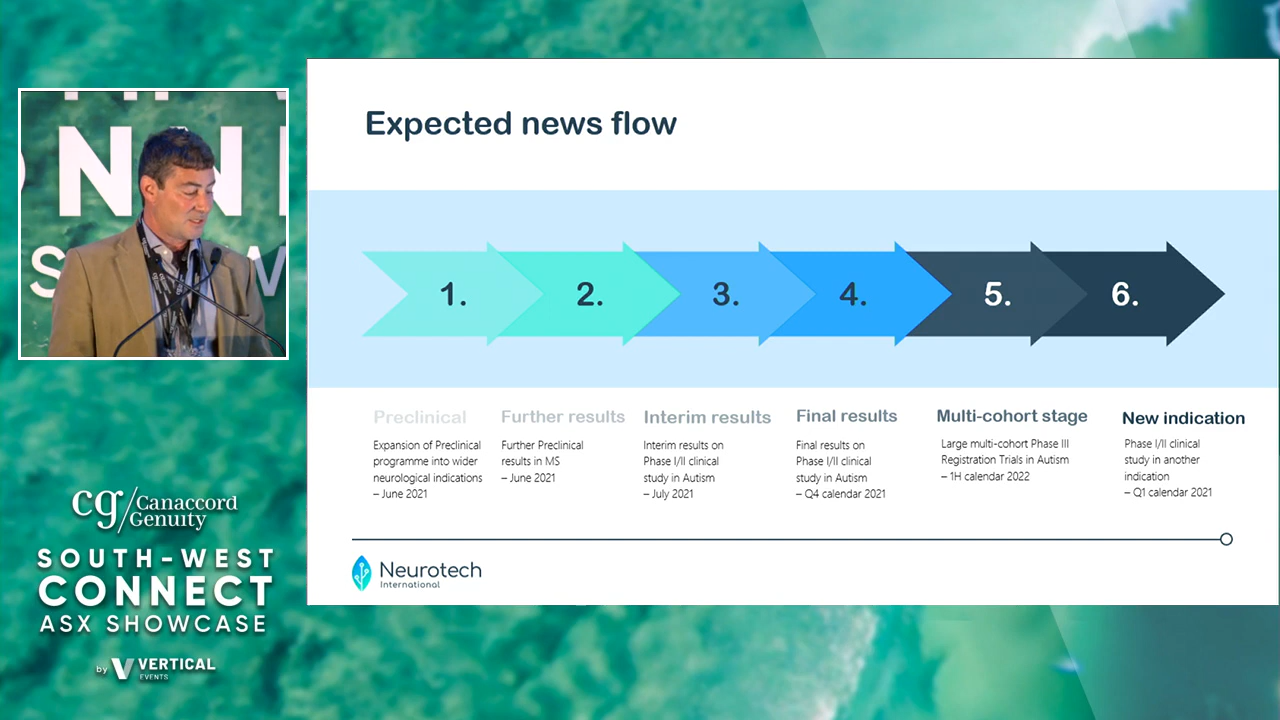 Expected news flow
1.
2.
3.
4.
5.
6.
Preclinical
Expansion of Preclinical
programme into wider
neurological indications
– June 2021
Further results
Further Preclinical
results in MS
– June 2021
Interim results
Interim results on
Phase I/II clinical
study in Autism
– July 2021
Final results
Final results on
Phase I/II clinical
study in Autism
– Q4 calendar 2021
Multi-cohort stage
Large multi-cohort Phase III
Registration Trials in Autism
– 1H calendar 2022
New indication
Phase I/II clinical
study in another
indication
– Q1 calendar 2021
Neurotech
International
cg/Canaccord
Genuity
SOUTH-WEST
CONNECT
ASX SHOWCASE
by VERTICAL
EVENTS